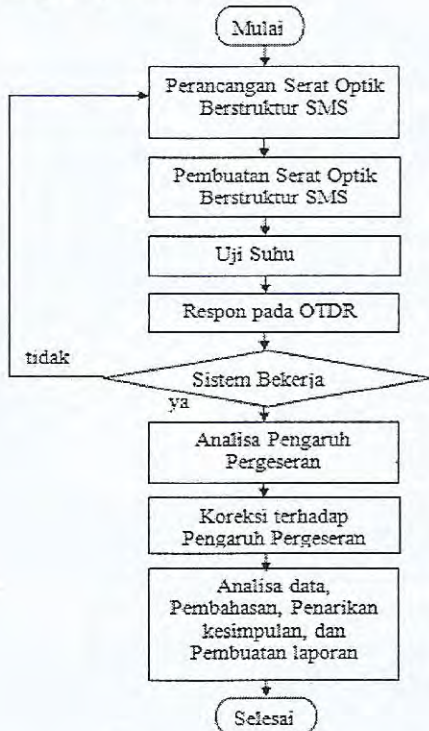 Mulai
Perancangan Serat Optik
Berstruktur SMS
Pembuatan Serat Optik
Berstruktur SMS
Uji Suhu
Respon pada OTDR
tidak
Sistem Bekerja
ya
Analisa Pengaruh
Pergeseran
Koreksi terhadap
Pengaruh Pergeseran
Analisa data,
Pembahasan, Penarikan
kesimpulan, dan
Pembuatan laporan
Selesai